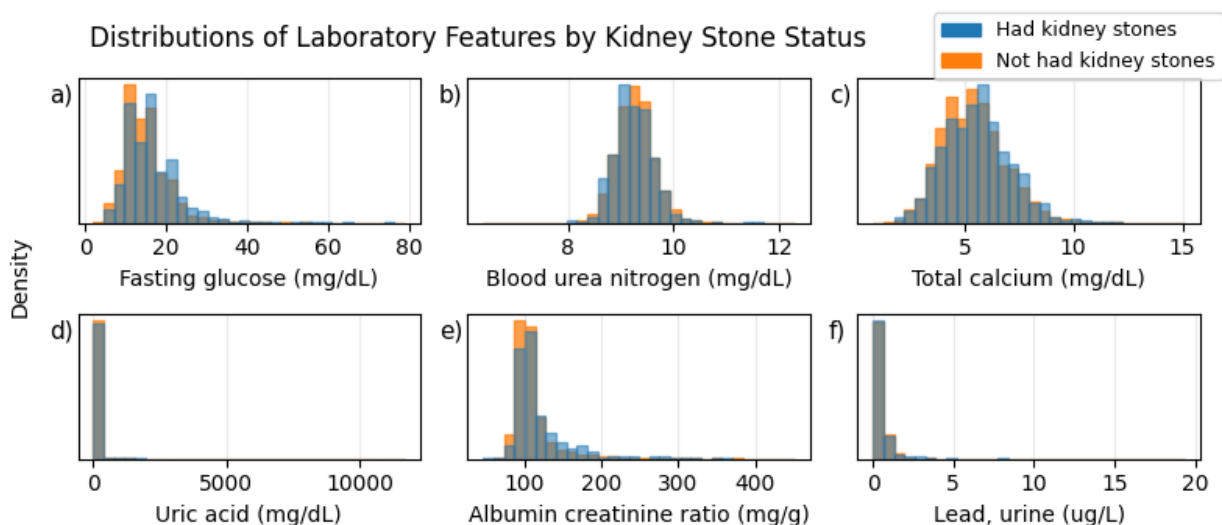 Distributions of Laboratory Features by Kidney Stone Status
Had kidney stones
Not had kidney stones
a)
0 20 40 60 80
Fasting glucose (mg/dL)
b)
8 10 12
Blood urea nitrogen (mg/dL)
c)
5 10 15
Total calcium (mg/dL)
Density
d)
0 5000 10000
Uric acid (mg/dL)
e)
100 200 300 400
Albumin creatinine ratio (mg/g)
f)
0 5 10 15 20
Lead, urine (ug/L)